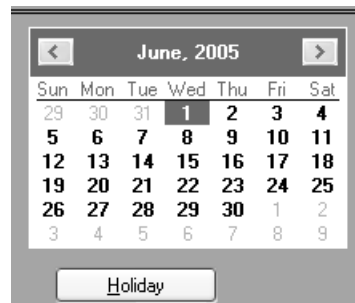 < June, 2005 >
Sun Mon Tue Wed Thu Fri Sat
29 30 31 1 2 3 4
5 6 7 8 9 10 11
12 13 14 15 16 17 18
19 20 21 22 23 24 25
26 27 28 29 30 1 2
3 4 5 6 7 8 9
Holiday